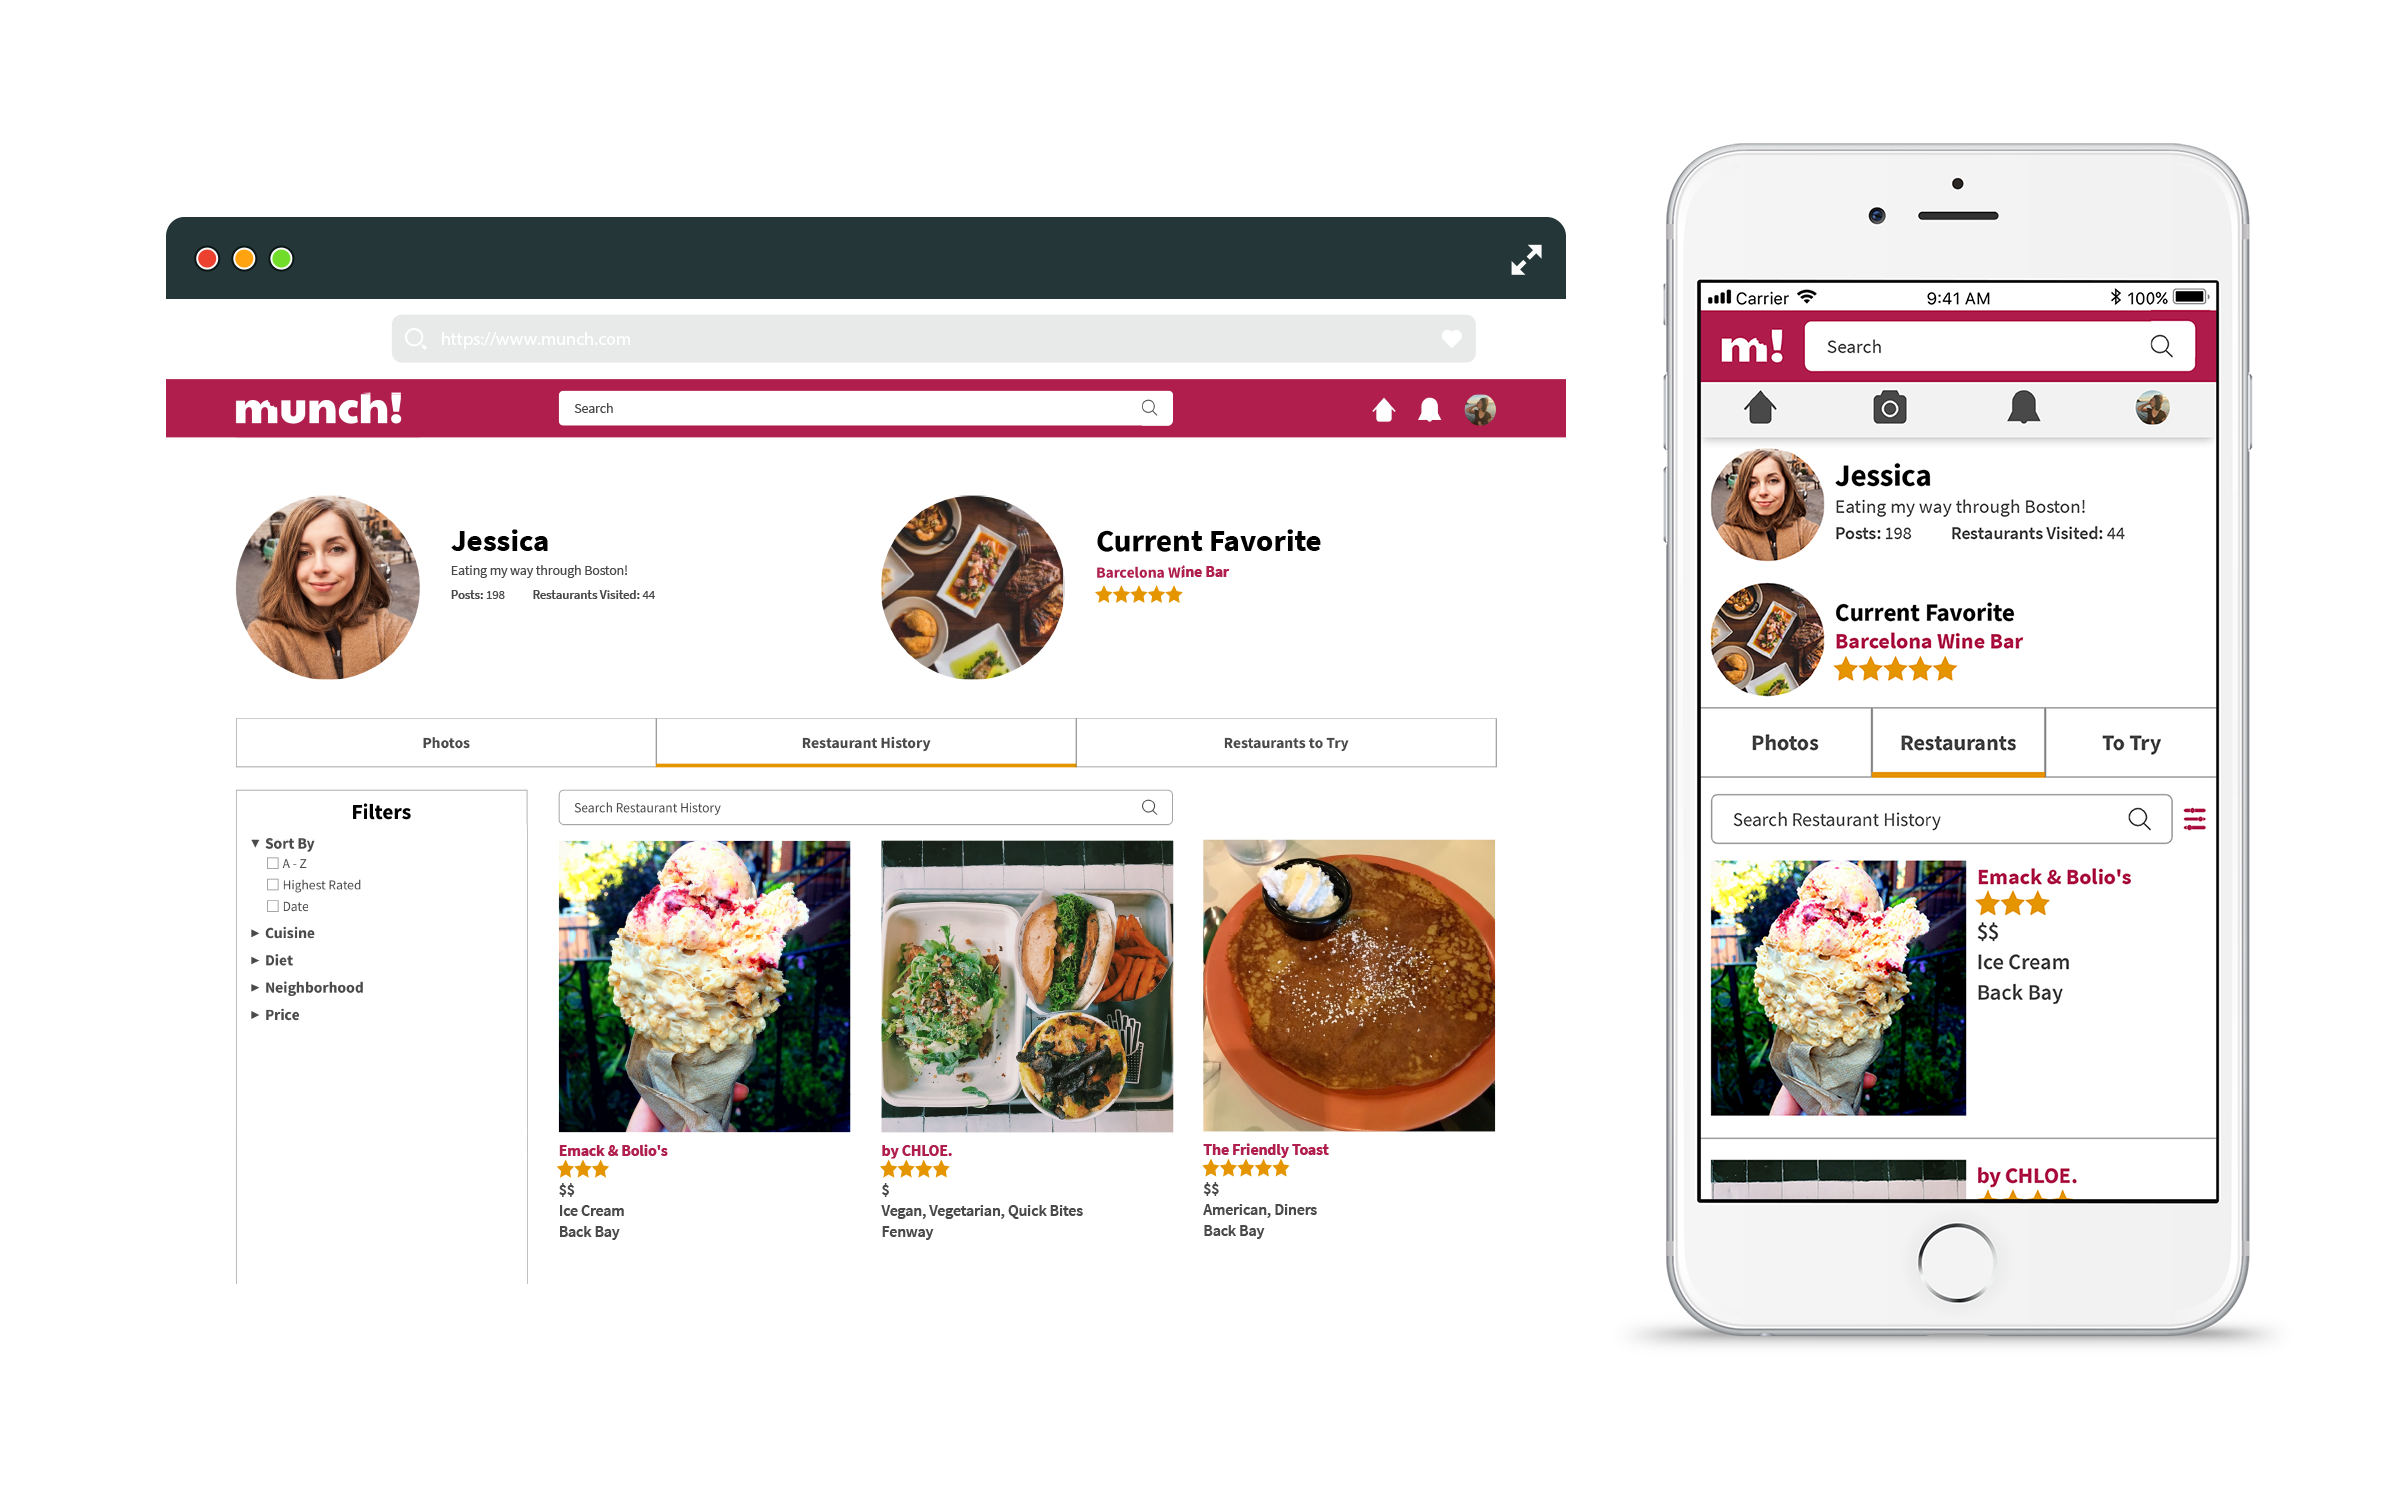 https://www.munch.com
munch!
Search
Jessica
Eating my way through Boston!
Posts: 198 Restaurants Visited: 44
Current Favorite
Barcelona Wine Bar
Photos
Restaurant History
Restaurants to Try
Filters
Sort By
A - Z
Highest Rated
Date
Cuisine
Diet
Neighborhood
Price
Search Restaurant History
Emack & Bolio's
$$
Ice Cream
Back Bay
by CHLOE.
$
Vegan, Vegetarian, Quick Bites
Fenway
The Friendly Toast
$$
American, Diners
Back Bay
Carrier 9:41 AM 100%
m!
Search
Jessica
Eating my way through Boston!
Posts: 198 Restaurants Visited: 44
Current Favorite
Barcelona Wine Bar
Photos
Restaurants
To Try
Search Restaurant History
Emack & Bolio's
$$
Ice Cream
Back Bay
by CHLOE.